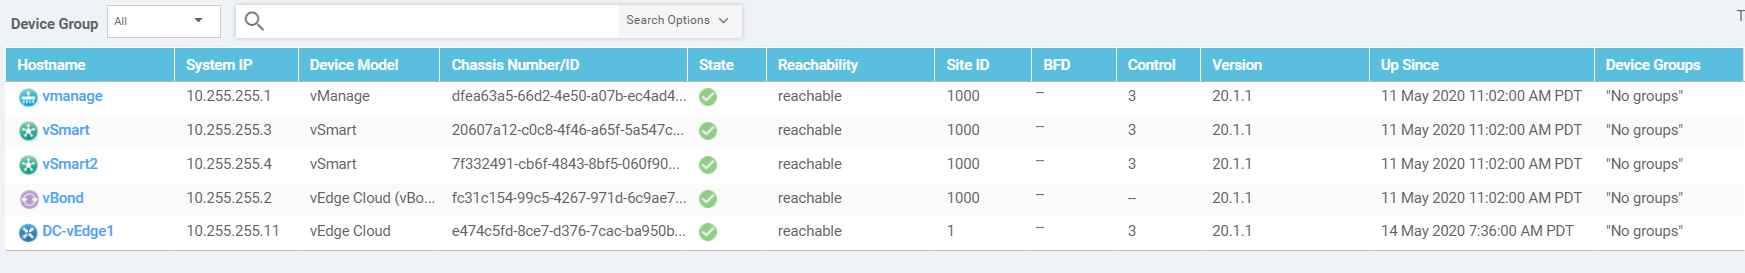 Device Group All Search Options T
Hostname System IP Device Model Chassis Number/ID State Reachability Site ID BFD Control Version Up Since Device Groups
vmanage 10.255.255.1 vManage dfea63a5-66d2-4e50-a07b-ec4ad4... reachable 1000 -- 3 20.1.1 11 May 2020 11:02:00 AM PDT "No groups"
vSmart 10.255.255.3 vSmart 20607a12-c0c8-4f46-a65f-5a547c... reachable 1000 -- 3 20.1.1 11 May 2020 11:02:00 AM PDT "No groups"
vSmart2 10.255.255.4 vSmart 7f332491-cb6f-4843-8bf5-060f90... reachable 1000 -- 3 20.1.1 11 May 2020 11:02:00 AM PDT "No groups"
vBond 10.255.255.2 vEdge Cloud (vBo... fc31c154-99c5-4267-971d-6c9ae7... reachable 1000 -- -- 20.1.1 11 May 2020 11:02:00 AM PDT "No groups"
DC-vEdge1 10.255.255.11 vEdge Cloud e474c5fd-8ce7-d376-7cac-ba950b... reachable 1 -- 3 20.1.1 14 May 2020 7:36:00 AM PDT "No groups"